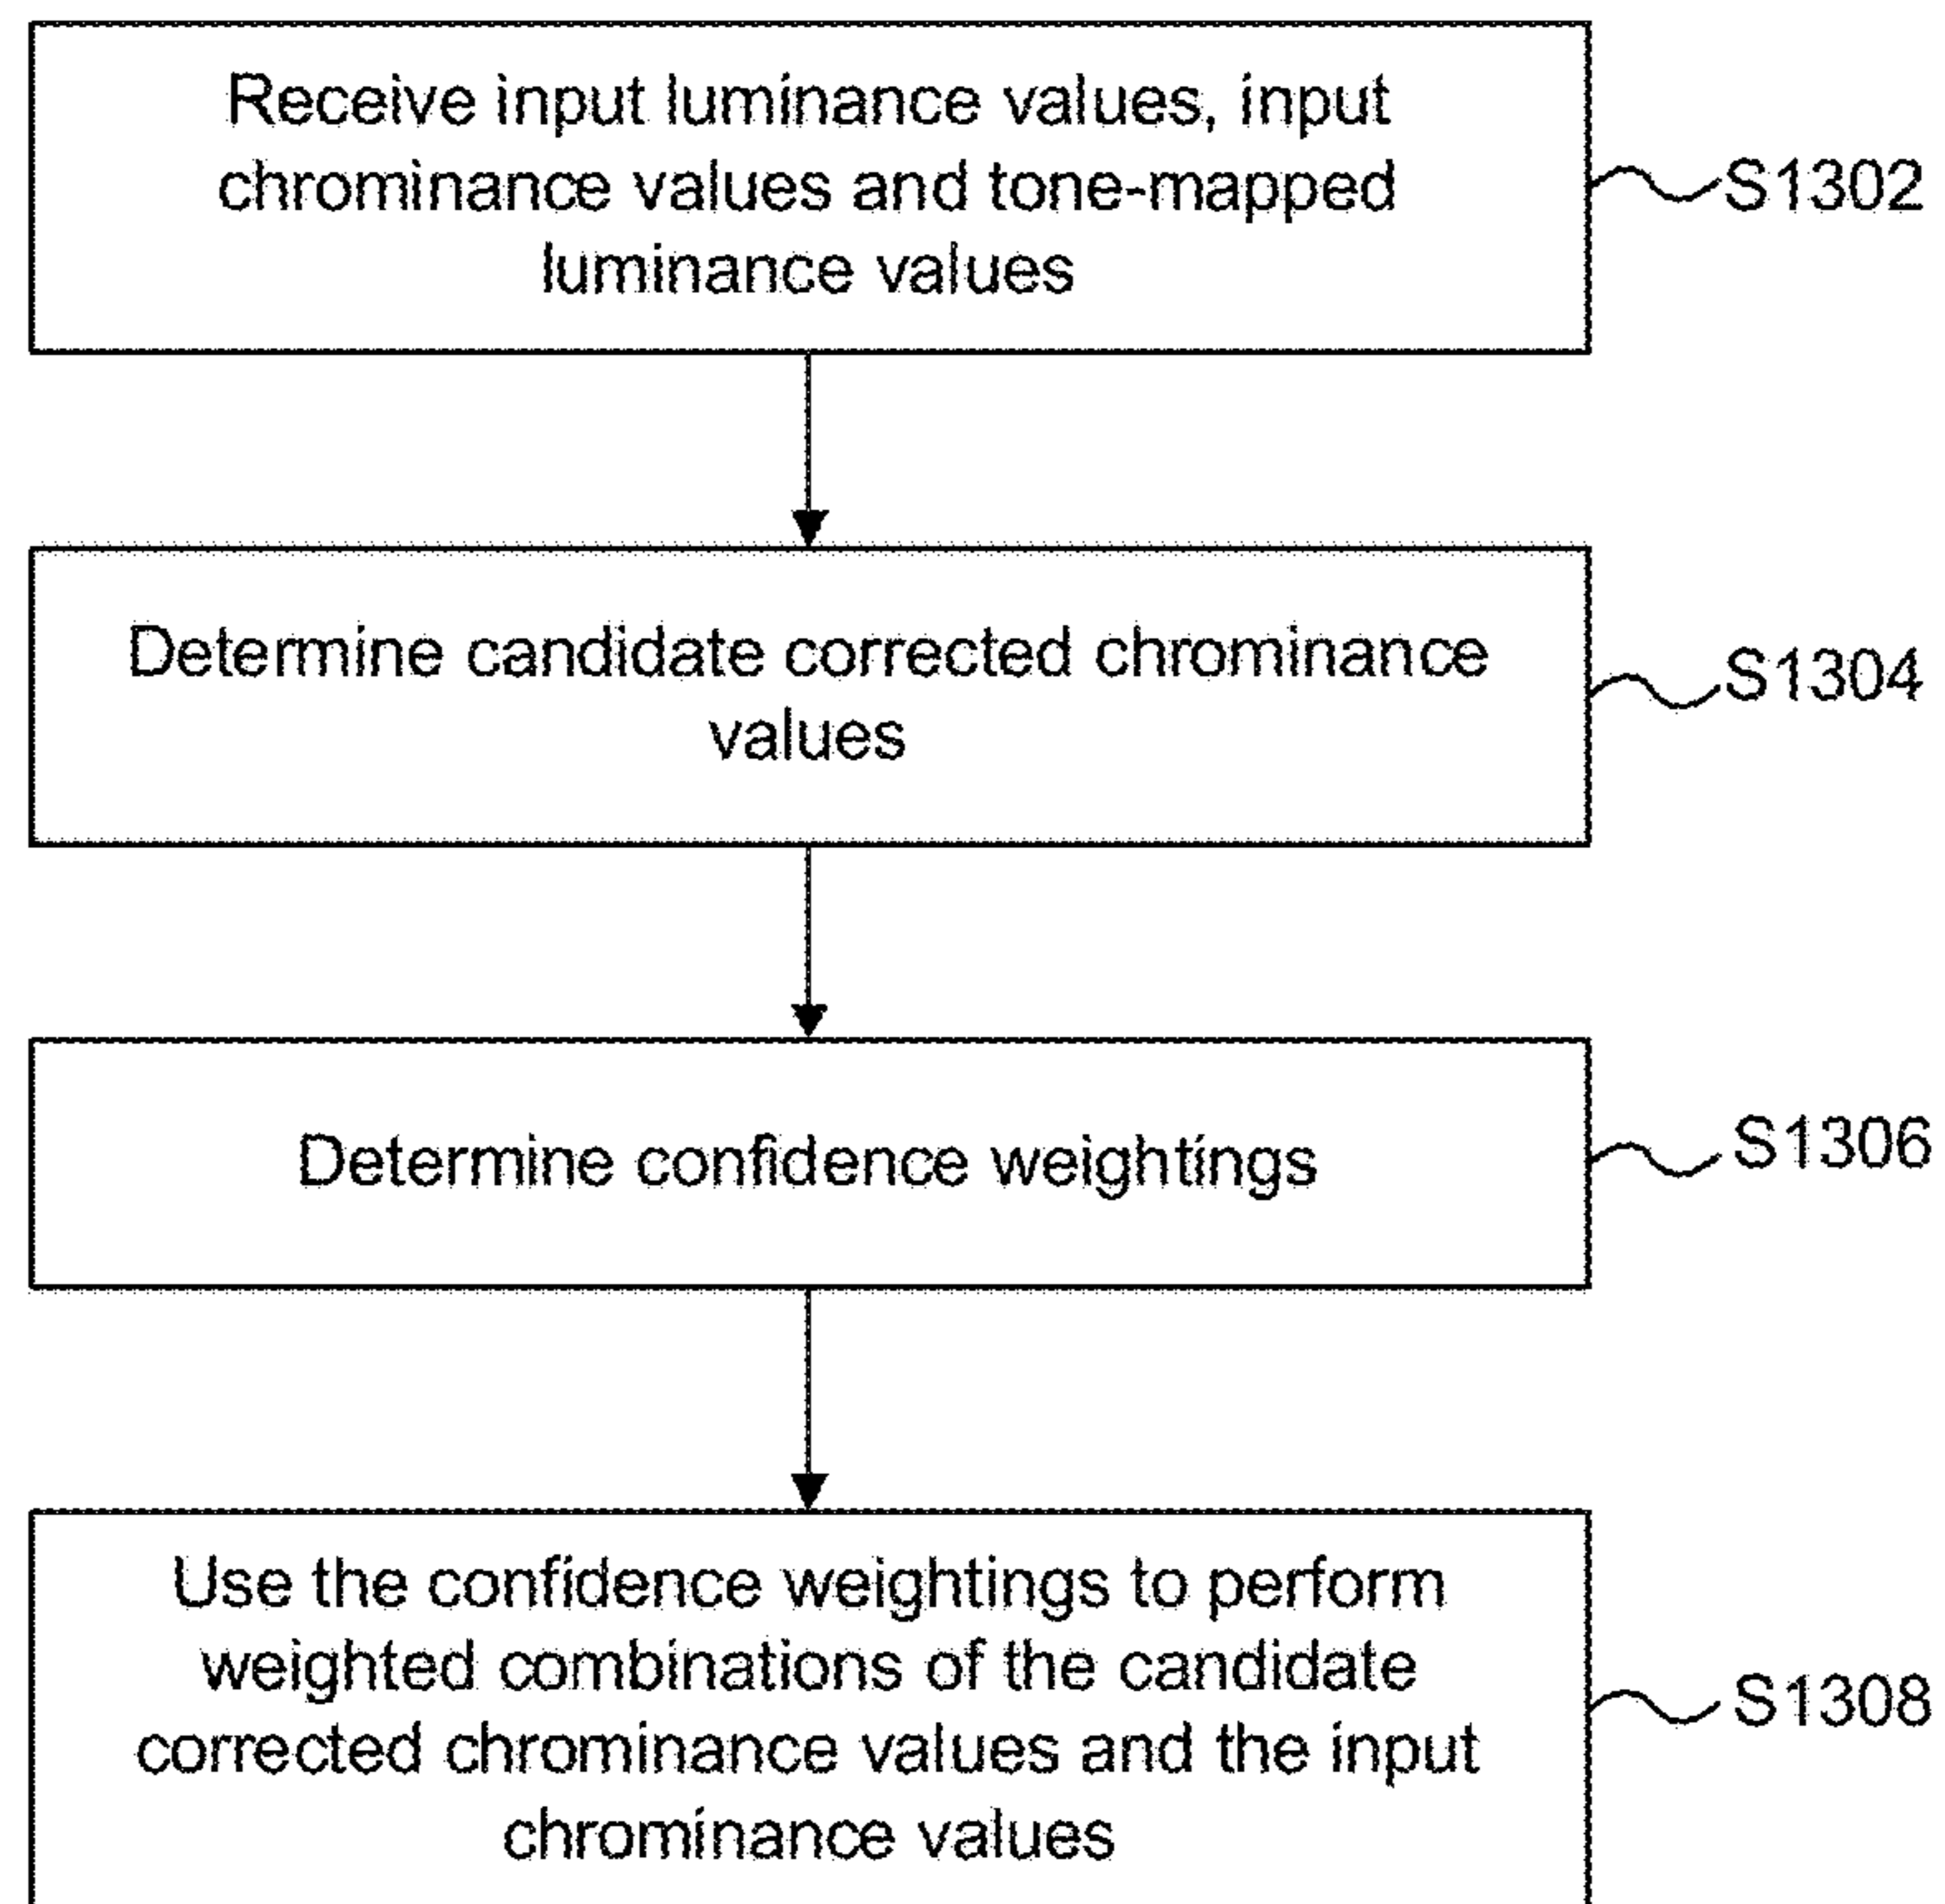 Receive input luminance values, input
chrominance values and tone-mapped
luminance values
S1302
Determine candidate corrected chrominance
values
S1304
Determine confidence weightings
S1306
Use the confidence weightings to perform
weighted combinations of the candidate
corrected chrominance values and the input
chrominance values
S1308